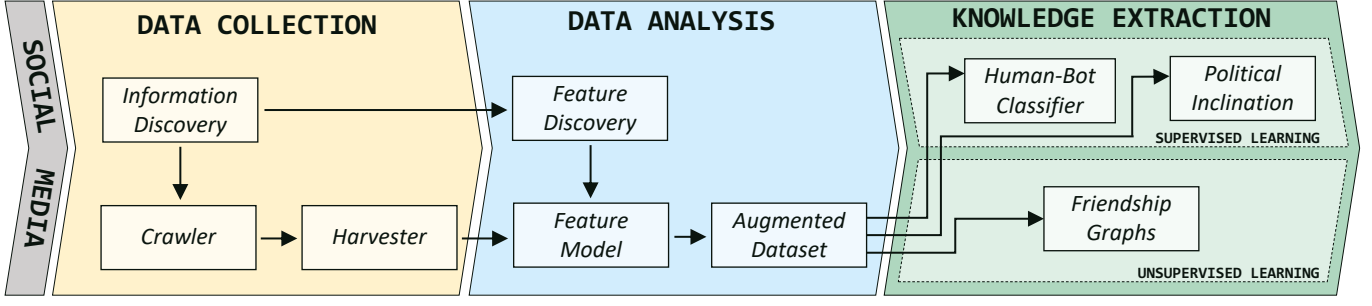 SOCIAL MEDIA
DATA COLLECTION
Information
Discovery
Crawler
Harvester
DATA ANALYSIS
Feature
Discovery
Feature
Model
Augmented
Dataset
KNOWLEDGE EXTRACTION
Human-Bot
Classifier
Political
Inclination
SUPERVISED LEARNING
Friendship
Graphs
UNSUPERVISED LEARNING